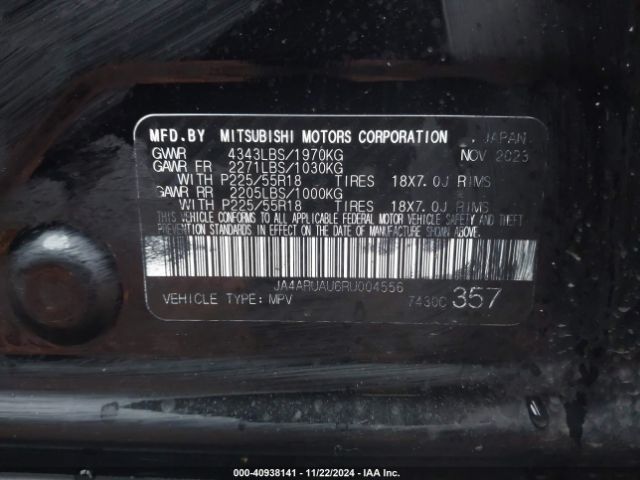 MFD.BY MITSUBISHI MOTORS CORPORATION JAPAN
GVWR 4343LBS/1970KG NOV 2023
GAWR FR 2271LBS/1030KG
WITH P225/55R18 TIRES 18X7.0J RIMS
GAWR RR 2205LBS/1000KG
WITH P225/55R18 TIRES 18X7.0J RIMS
THIS VEHICLE CONFORMS TO ALL APPLICABLE FEDERAL MOTOR VEHICLE SAFETY AND THEFT
PREVENTION STANDARDS IN EFFECT ON THE DATE OF MANUFACTURE SHOWN ABOVE.
JA4ARUAU6RU004556
VEHICLE TYPE: MPV 7430C 357
000-40938141 - 11/22/2024 - IAA Inc.